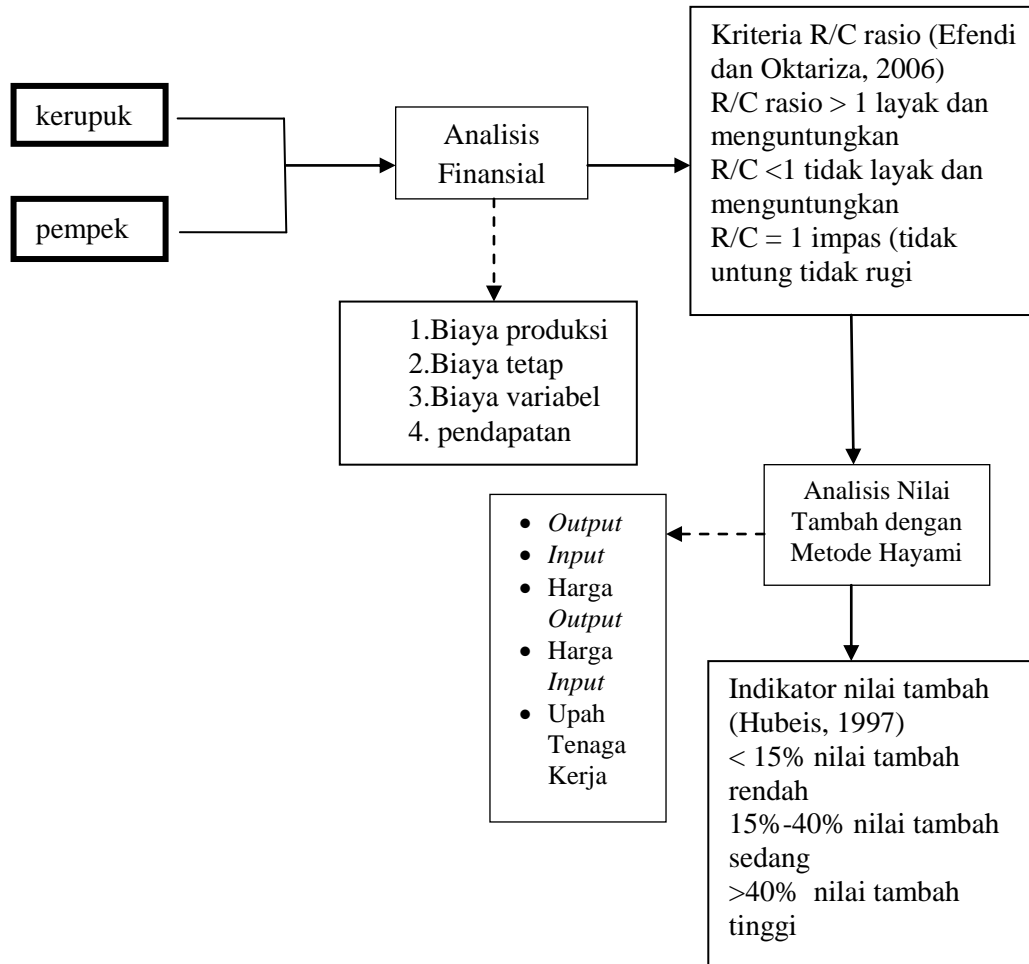 kerupuk
pempek
Analisis
Finansial
Kriteria R/C rasio (Efendi
dan Oktariza, 2006)
R/C rasio > 1 layak dan
menguntungkan
R/C <1 tidak layak dan
menguntungkan
R/C = 1 impas (tidak
untung tidak rugi
1.Biaya produksi
2.Biaya tetap
3.Biaya variabel
4. pendapatan
Analisis Nilai
Tambah dengan
Metode Hayami
• Output
• Input
• Harga
Output
• Harga
Input
• Upah
Tenaga
Kerja
Indikator nilai tambah
(Hubeis, 1997)
< 15% nilai tambah
rendah
15%-40% nilai tambah
sedang
>40%  nilai tambah
tinggi